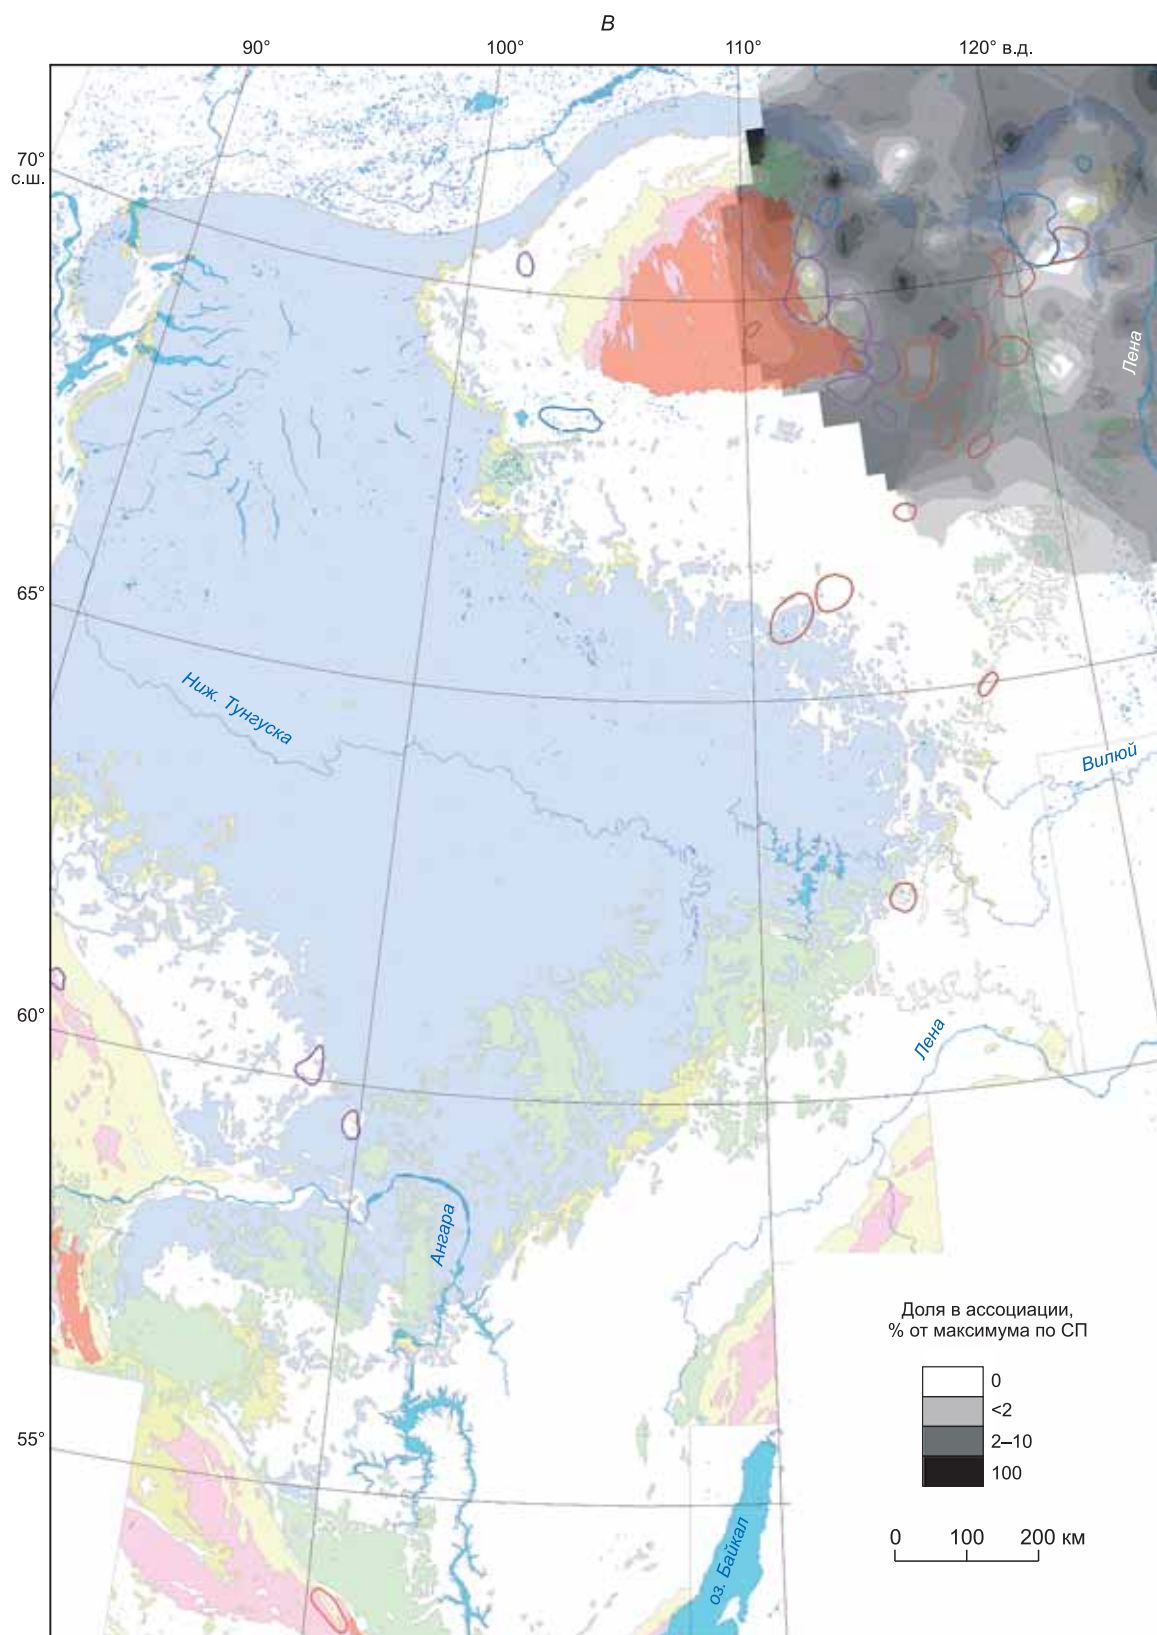 В
90°
100°
110°
120° в.д.
70°
с.ш.
Лена
65°
Ниж. Тунгуска
Вилюй
60°
Лена
Ангара
Доля в ассоциации,
% от максимума по СП
0
<2
2–10
100
55°
0 100 200 км
оз. Байкал